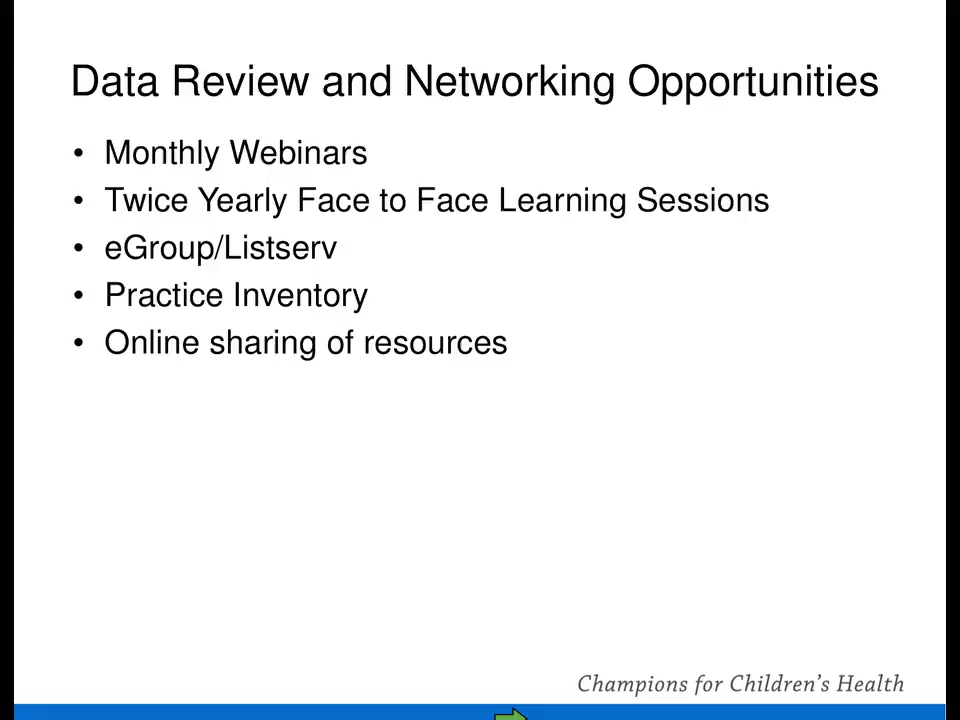 Data Review and Networking Opportunities
• Monthly Webinars
• Twice Yearly Face to Face Learning Sessions
• eGroup/Listserv
• Practice Inventory
• Online sharing of resources
Champions for Children's Health